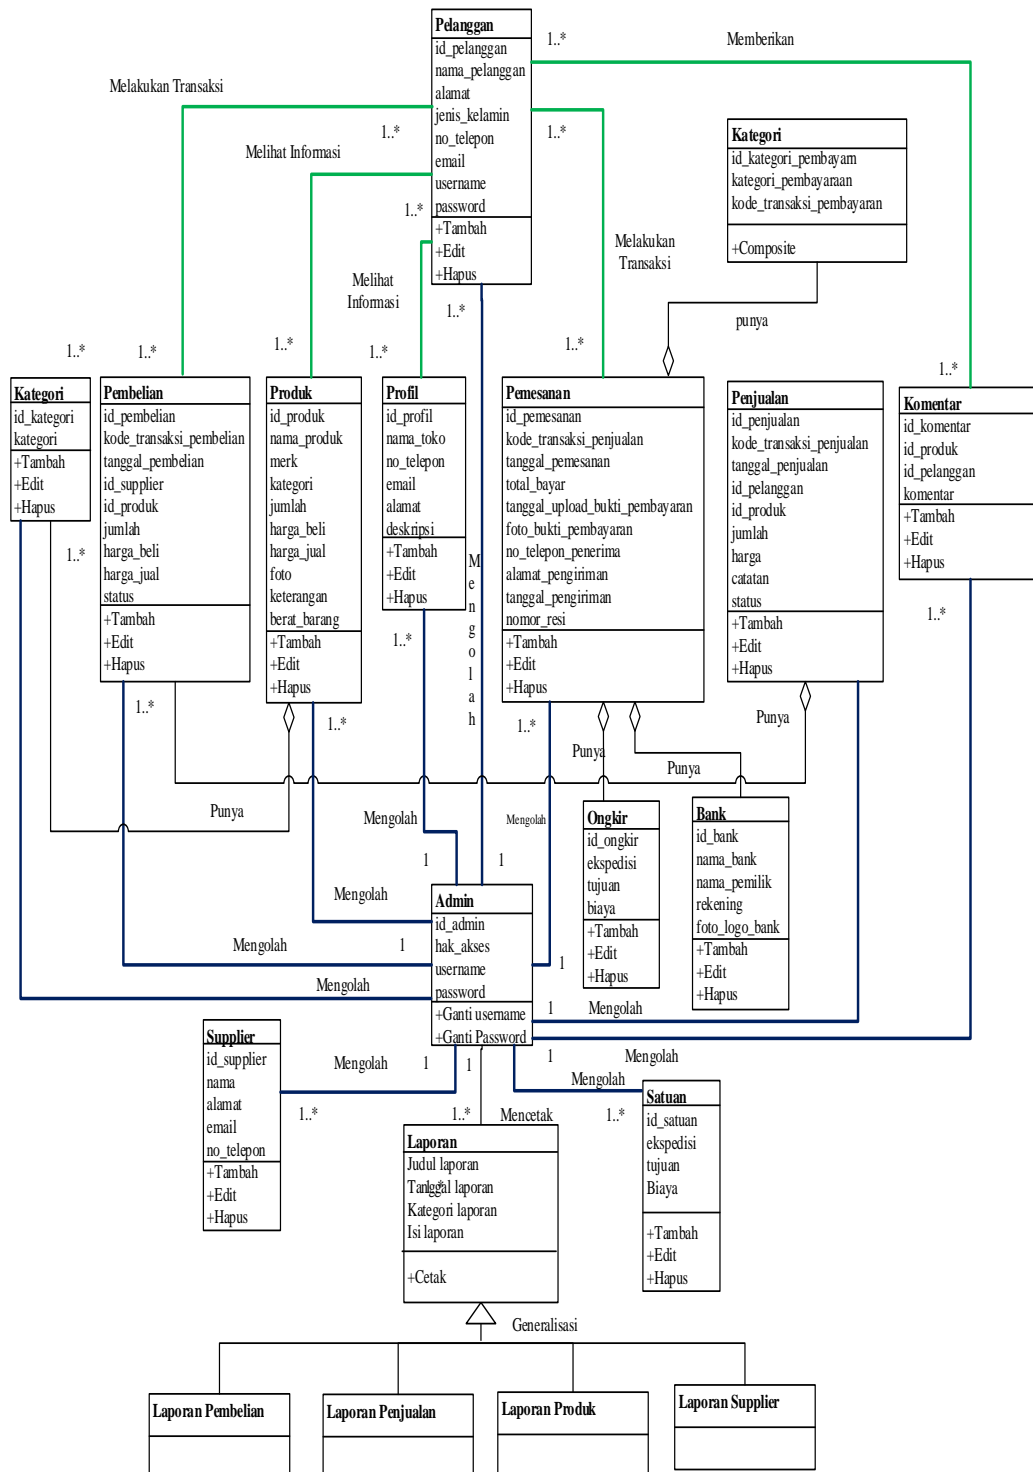 Pelanggan
id_pelanggan
nama_pelanggan
alamat
jenis_kelamin
no_telepon
email
username
password
+Tambah
+Edit
+Hapus
1..*
Memberikan
Melakukan Transaksi
1..*
1..*
Melihat Informasi
1..*
Melihat
Informasi
1..*
Melakukan
Transaksi
Kategori
id_kategori_pembayarn
kategori_pembayaraan
kode_transaksi_pembayaran
+Composite
punya
1..*
1..*
1..*
1..*
1..*
1..*
Kategori
id_kategori
kategori
+Tambah
+Edit
+Hapus
1..*
Pembelian
id_pembelian
kode_transaksi_pembelian
tanggal_pembelian
id_supplier
id_produk
jumlah
harga_beli
harga_jual
status
+Tambah
+Edit
+Hapus
1..*
Produk
id_produk
nama_produk
merk
kategori
jumlah
harga_beli
harga_jual
foto
keterangan
berat_barang
+Tambah
+Edit
+Hapus
1..*
Profil
id_profil
nama_toko
no_telepon
email
alamat
deskripsi
+Tambah
+Edit
+Hapus
1..*
M
e
n
g
o
l
a
h
Pemesanan
id_pemesanan
kode_transaksi_penjualan
tanggal_pemesanan
total_bayar
tanggal_upload_bukti_pembayaran
foto_bukti_pembayaran
no_telepon_penerima
alamat_pengiriman
tanggal_pengiriman
nomor_resi
+Tambah
+Edit
+Hapus
1..*
Penjualan
id_penjualan
kode_transaksi_penjualan
tanggal_penjualan
id_pelanggan
id_produk
jumlah
harga
catatan
status
+Tambah
+Edit
+Hapus
Komentar
id_komentar
id_produk
id_pelanggan
komentar
+Tambah
+Edit
+Hapus
1..*
Punya
Punya
Punya
Punya
Mengolah
Mengolah
1
1
Ongkir
id_ongkir
ekspedisi
tujuan
biaya
+Tambah
+Edit
+Hapus
Bank
id_bank
nama_bank
nama_pemilik
rekening
foto_logo_bank
+Tambah
+Edit
+Hapus
Mengolah
1
Mengolah
Mengolah
Admin
id_admin
hak_akses
username
password
+Ganti username
+Ganti Password
1
1
Mengolah
1
Mengolah
Supplier
id_supplier
nama
alamat
email
no_telepon
+Tambah
+Edit
+Hapus
Mengolah
1
1
1..*
1..*
Mencetak
Mengolah
1..*
Satuan
id_satuan
ekspedisi
tujuan
Biaya
+Tambah
+Edit
+Hapus
Laporan
Judul laporan
Tanggal laporan
Kategori laporan
Isi laporan
+Cetak
Generalisasi
Laporan Pembelian
Laporan Penjualan
Laporan Produk
Laporan Supplier